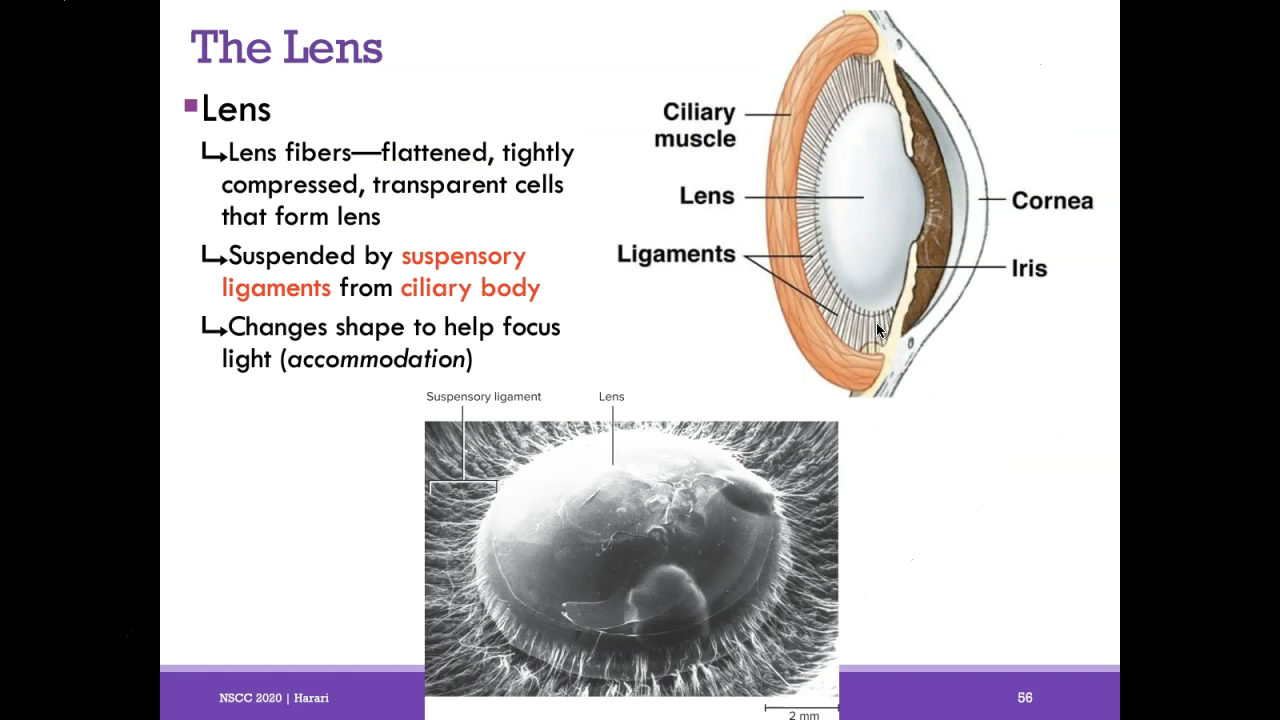 The Lens
Lens
Lens fibers—flattened, tightly
compressed, transparent cells
that form lens
Suspended by suspensory
ligaments from ciliary body
Changes shape to help focus
light (accommodation)
Ciliary
muscle
Lens
Ligaments
Cornea
Iris
Suspensory ligament
Lens
2 mm
NSCC 2020 | Harari
56